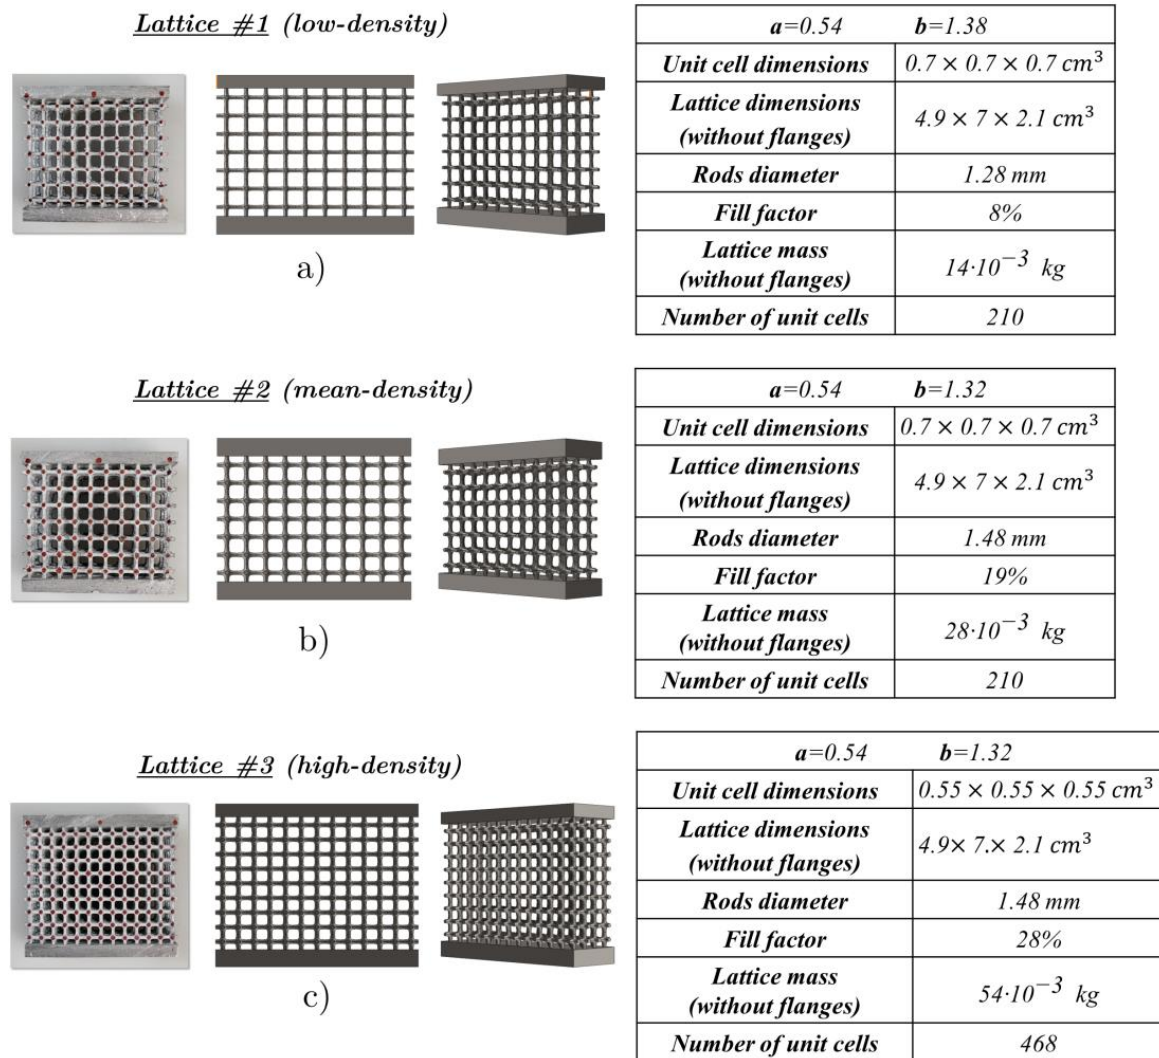 Lattice #1 (low-density)
a=0.54 b=1.38
Unit cell dimensions 0.7 × 0.7 × 0.7 cm³
Lattice dimensions
(without flanges) 4.9 × 7 × 2.1 cm³
Rods diameter 1.28 mm
Fill factor 8%
Lattice mass
(without flanges) 14·10⁻³ kg
Number of unit cells 210
a)
Lattice #2 (mean-density)
a=0.54 b=1.32
Unit cell dimensions 0.7 × 0.7 × 0.7 cm³
Lattice dimensions
(without flanges) 4.9 × 7 × 2.1 cm³
Rods diameter 1.48 mm
Fill factor 19%
Lattice mass
(without flanges) 28·10⁻³ kg
Number of unit cells 210
b)
Lattice #3 (high-density)
a=0.54 b=1.32
Unit cell dimensions 0.55 × 0.55 × 0.55 cm³
Lattice dimensions
(without flanges) 4.9× 7.× 2.1 cm³
Rods diameter 1.48 mm
Fill factor 28%
Lattice mass
(without flanges) 54·10⁻³ kg
Number of unit cells 468
c)